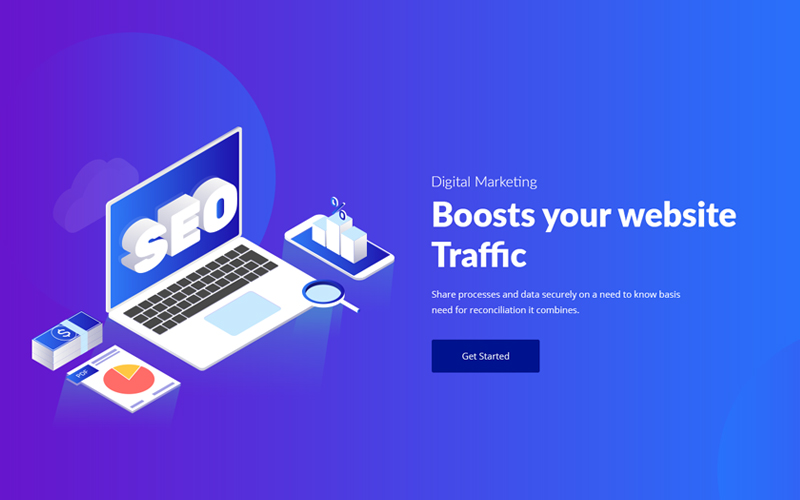 SEO
Digital Marketing
Boosts your website
Traffic
Share processes and data securely on a need to know basis
need for reconciliation it combines.
Get Started
$
PDF
%